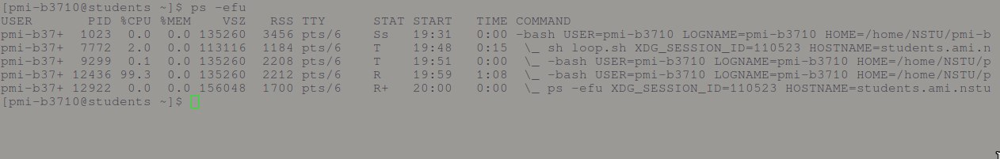 [pmi-b3710@students ~]$ ps -efu
USER       PID %CPU %MEM    VSZ   RSS TTY      STAT START   TIME COMMAND
pmi-b37+  1023  0.0  0.0 135260  3456 pts/6    Ss   19:31   0:00 -bash USER=pmi-b3710 LOGNAME=pmi-b3710 HOME=/home/NSTU/pmi-b
pmi-b37+  7772  2.0  0.0 113116  1184 pts/6    T    19:48   0:15  \_ sh loop.sh XDG_SESSION_ID=110523 HOSTNAME=students.ami.n
pmi-b37+  9299  0.1  0.0 135260  2208 pts/6    T    19:51   0:00  \_ -bash USER=pmi-b3710 LOGNAME=pmi-b3710 HOME=/home/NSTU/p
pmi-b37+ 12436 99.3  0.0 135260  2212 pts/6    R    19:59   1:08  \_ -bash USER=pmi-b3710 LOGNAME=pmi-b3710 HOME=/home/NSTU/p
pmi-b37+ 12922  0.0  0.0 156048  1700 pts/6    R+   20:00   0:00  \_ ps -efu XDG_SESSION_ID=110523 HOSTNAME=students.ami.nstu
[pmi-b3710@students ~]$